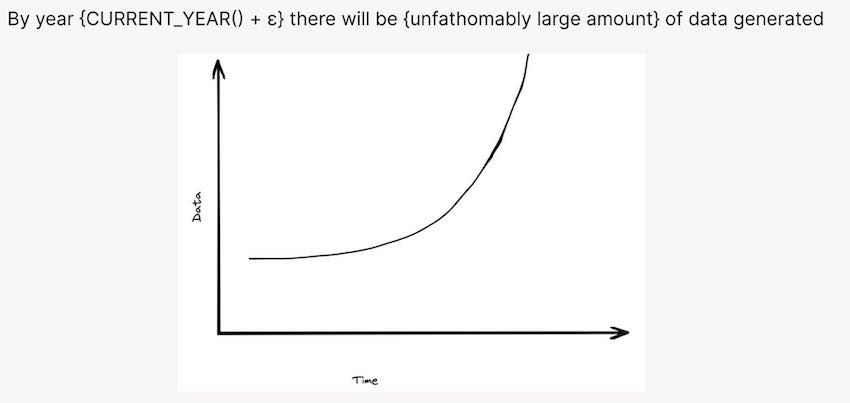 By year {CURRENT_YEAR() + ε} there will be {unfathomably large amount} of data generated
Data
Time